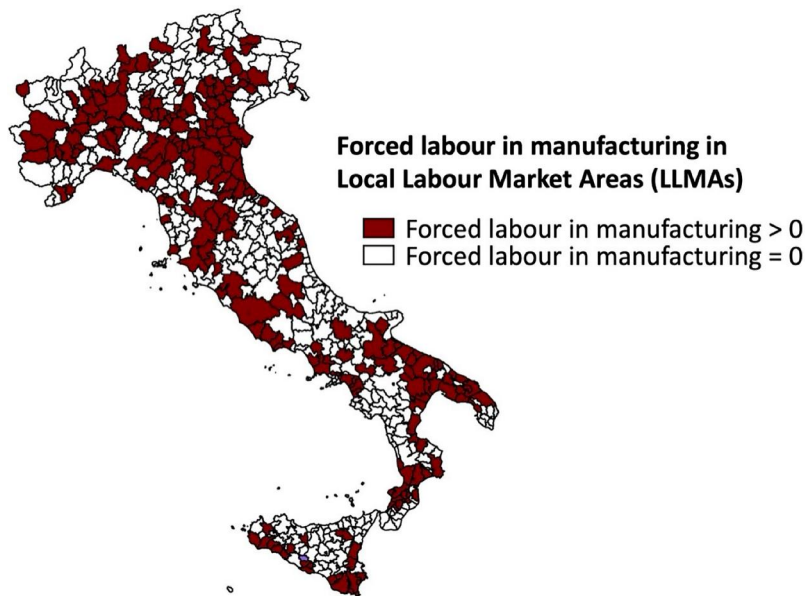 Forced labour in manufacturing in
Local Labour Market Areas (LLMAs)
Forced labour in manufacturing > 0
Forced labour in manufacturing = 0